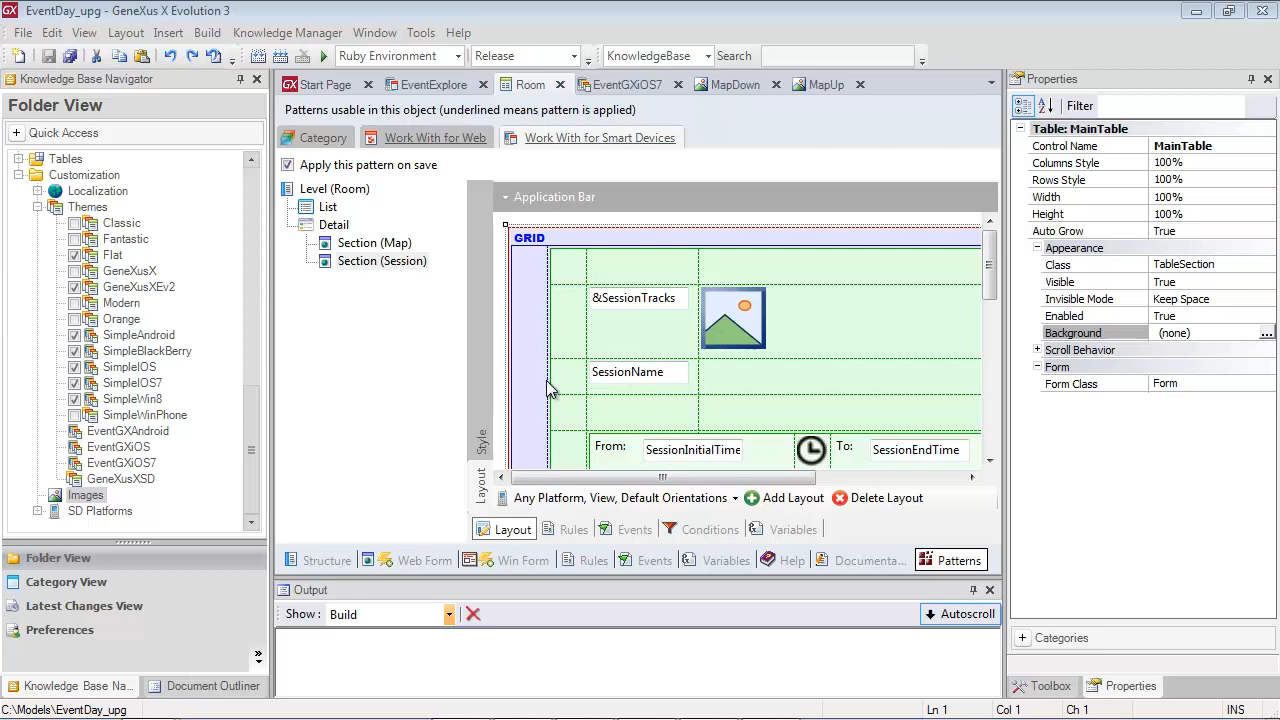 GX EventDay_upg - GeneXus X Evolution 3
File Edit View Layout Insert Build Knowledge Manager Window Tools Help
Ruby Environment Release KnowledgeBase Search
Knowledge Base Navigator
Folder View
Quick Access
Tables
Customization
Localization
Themes
Classic
Fantastic
Flat
GeneXusX
GeneXusXEv2
Modern
Orange
SimpleAndroid
SimpleBlackBerry
SimpleIOS
SimpleIOS7
SimpleWin8
SimpleWinPhone
EventGXAndroid
EventGXiOS
EventGXiOS7
GeneXusXSD
Images
SD Platforms
Folder View
Category View
Latest Changes View
Preferences
Knowledge Base Na... Document Outliner
GX Start Page EventExplore Room EventGXiOS7 MapDown MapUp
Pattern usable in this object (underlined means pattern is applied)
Category Work With for Web Work With for Smart Devices
Apply this pattern on save
Level (Room)
List
Detail
Section (Map)
Section (Session)
Style
Layout
Application Bar
GRID
&SessionTracks
SessionName
From: SessionInitialTime To: SessionEndTime
Any Platform, View, Default Orientations Add Layout Delete Layout
Layout Rules Events Conditions Variables
Structure Web Form Win Form Rules Events Variables Help Documenta... Patterns
Output
Show: Build Autoscroll
Properties
Filter
Table: MainTable
Control Name MainTable
Columns Style 100%
Rows Style 100%
Width 100%
Height 100%
Auto Grow True
Appearance
Class TableSection
Visible True
Invisible Mode Keep Space
Enabled True
Background (none) ...
Scroll Behavior
Form
Form Class Form
Categories
Toolbox Properties
C:\Models\EventDay_upg Ln 1 Col 1 Ch 1 INS